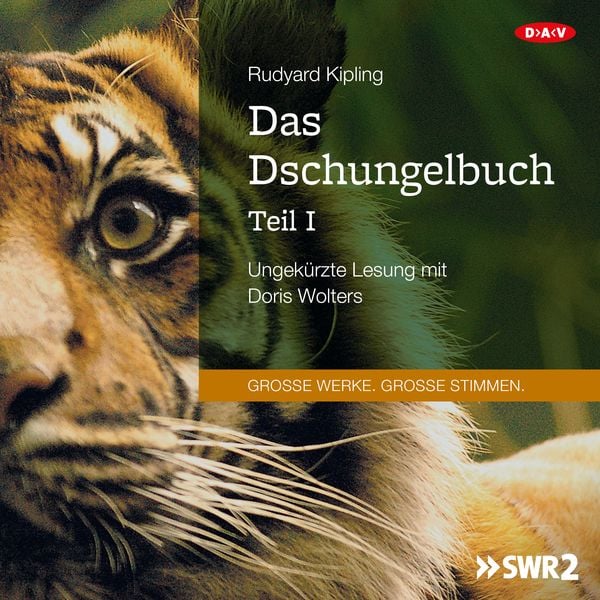 D>A<V
Rudyard Kipling
Das
Dschungelbuch
Teil I
Ungekürzte Lesung mit
Doris Wolters
GROSSE WERKE. GROSSE STIMMEN.
SWR2